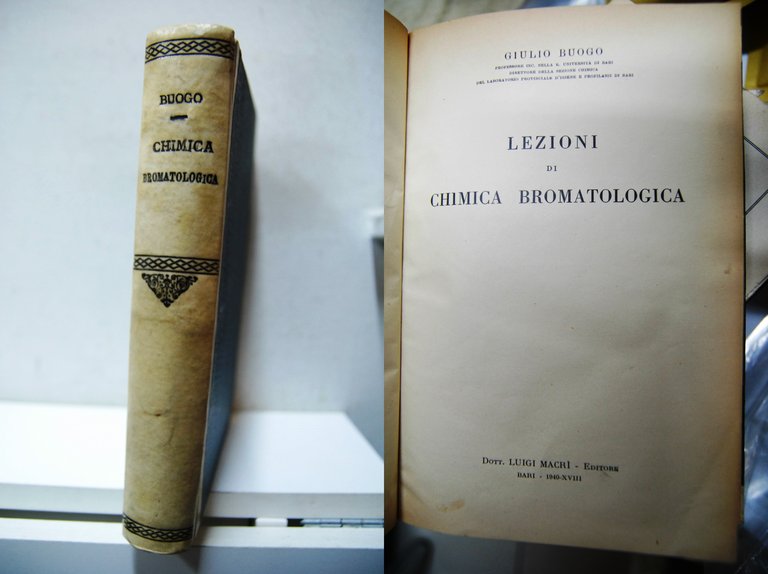 BUOGO
CHIMICA
BROMATOLOGICA
GIULIO BUOGO
PROFESSORE INC. DELLA R. UNIVERSITÀ DI BARI
DIRETTORE DELLA SEZIONE CHIMICA
DEL LABORATORIO PROVINCIALE D'IGIENE E PROFILASSI DI BARI
LEZIONI
DI
CHIMICA BROMATOLOGICA
DOTT. LUIGI MACRÌ - EDITORE
BARI - 1940-XVIII